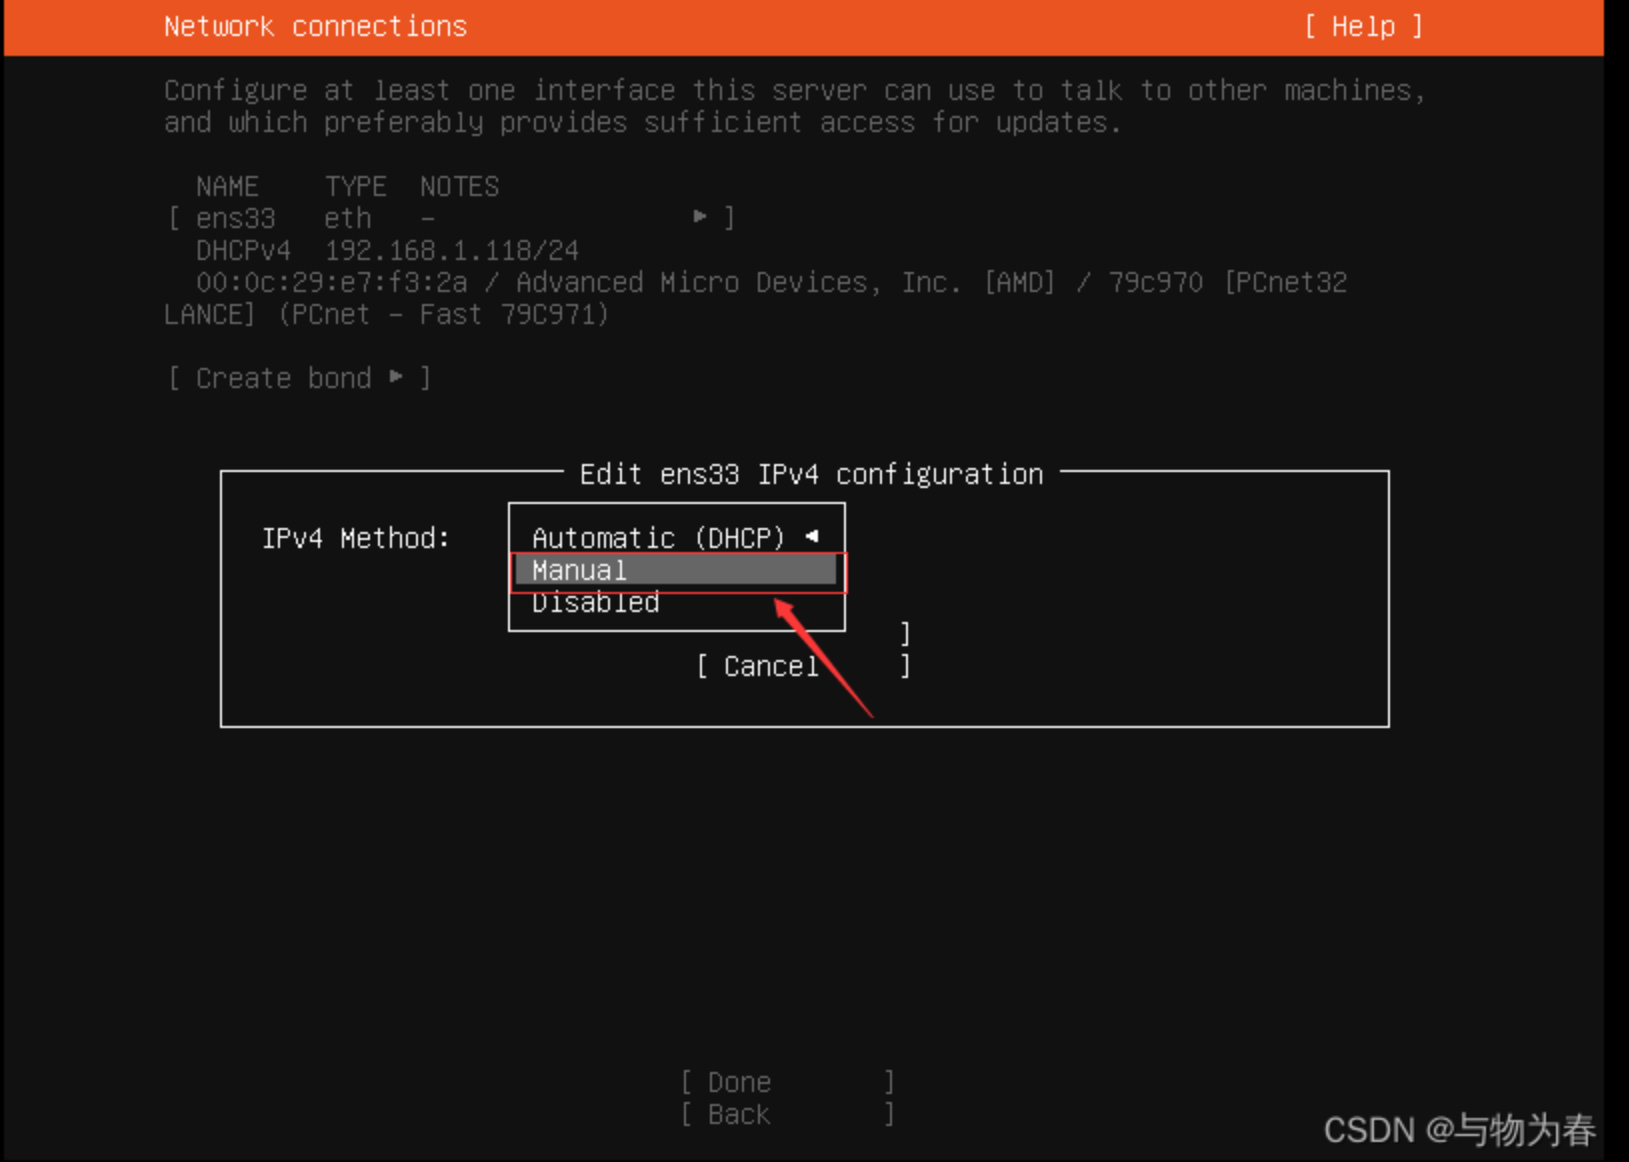 Network connections [ Help ]
Configure at least one interface this server can use to talk to other machines,
and which preferably provides sufficient access for updates.
NAME TYPE NOTES
[ ens33 eth - ▸ ]
DHCPv4 192.168.1.118/24
00:0c:29:e7:f3:2a / Advanced Micro Devices, Inc. [AMD] / 79c970 [PCnet32
LANCE] (PCnet - Fast 79C971)
[ Create bond ▸ ]
Edit ens33 IPv4 configuration
IPv4 Method: Automatic (DHCP) ◂
Manual
Disabled
]
[ Cancel ]
[ Done ]
[ Back ]
CSDN @与物为春